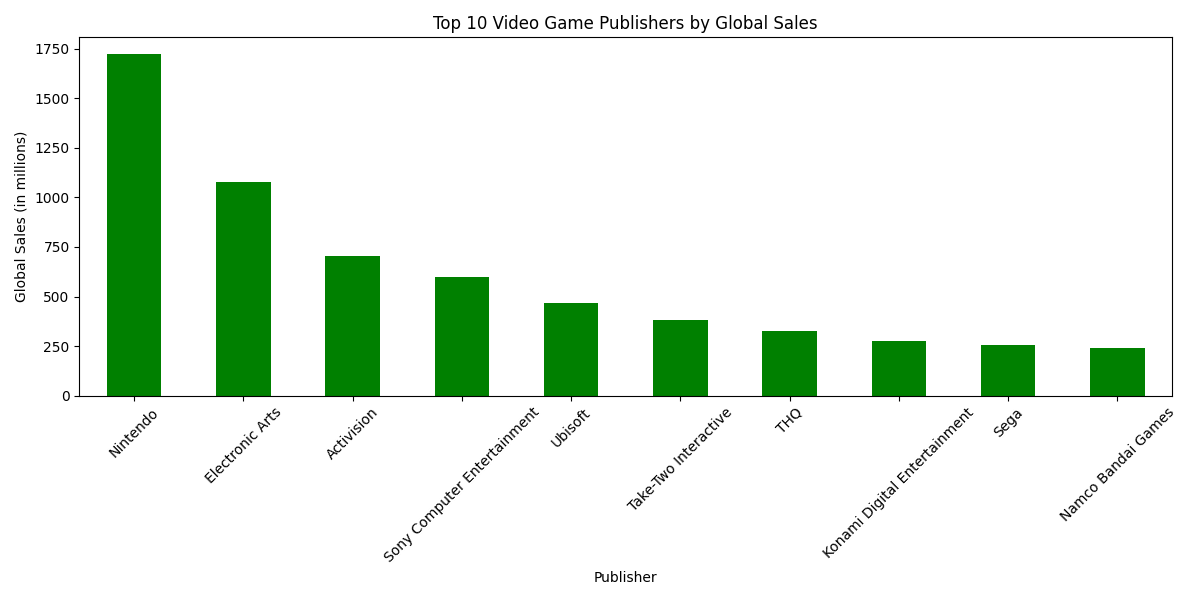 Top 10 Video Game Publishers by Global Sales
Global Sales (in millions)
1750
1500
1250
1000
750
500
250
0
Nintendo
Electronic Arts
Activision
Sony Computer Entertainment
Ubisoft
Take-Two Interactive
THQ
Konami Digital Entertainment
Sega
Namco Bandai Games
Publisher